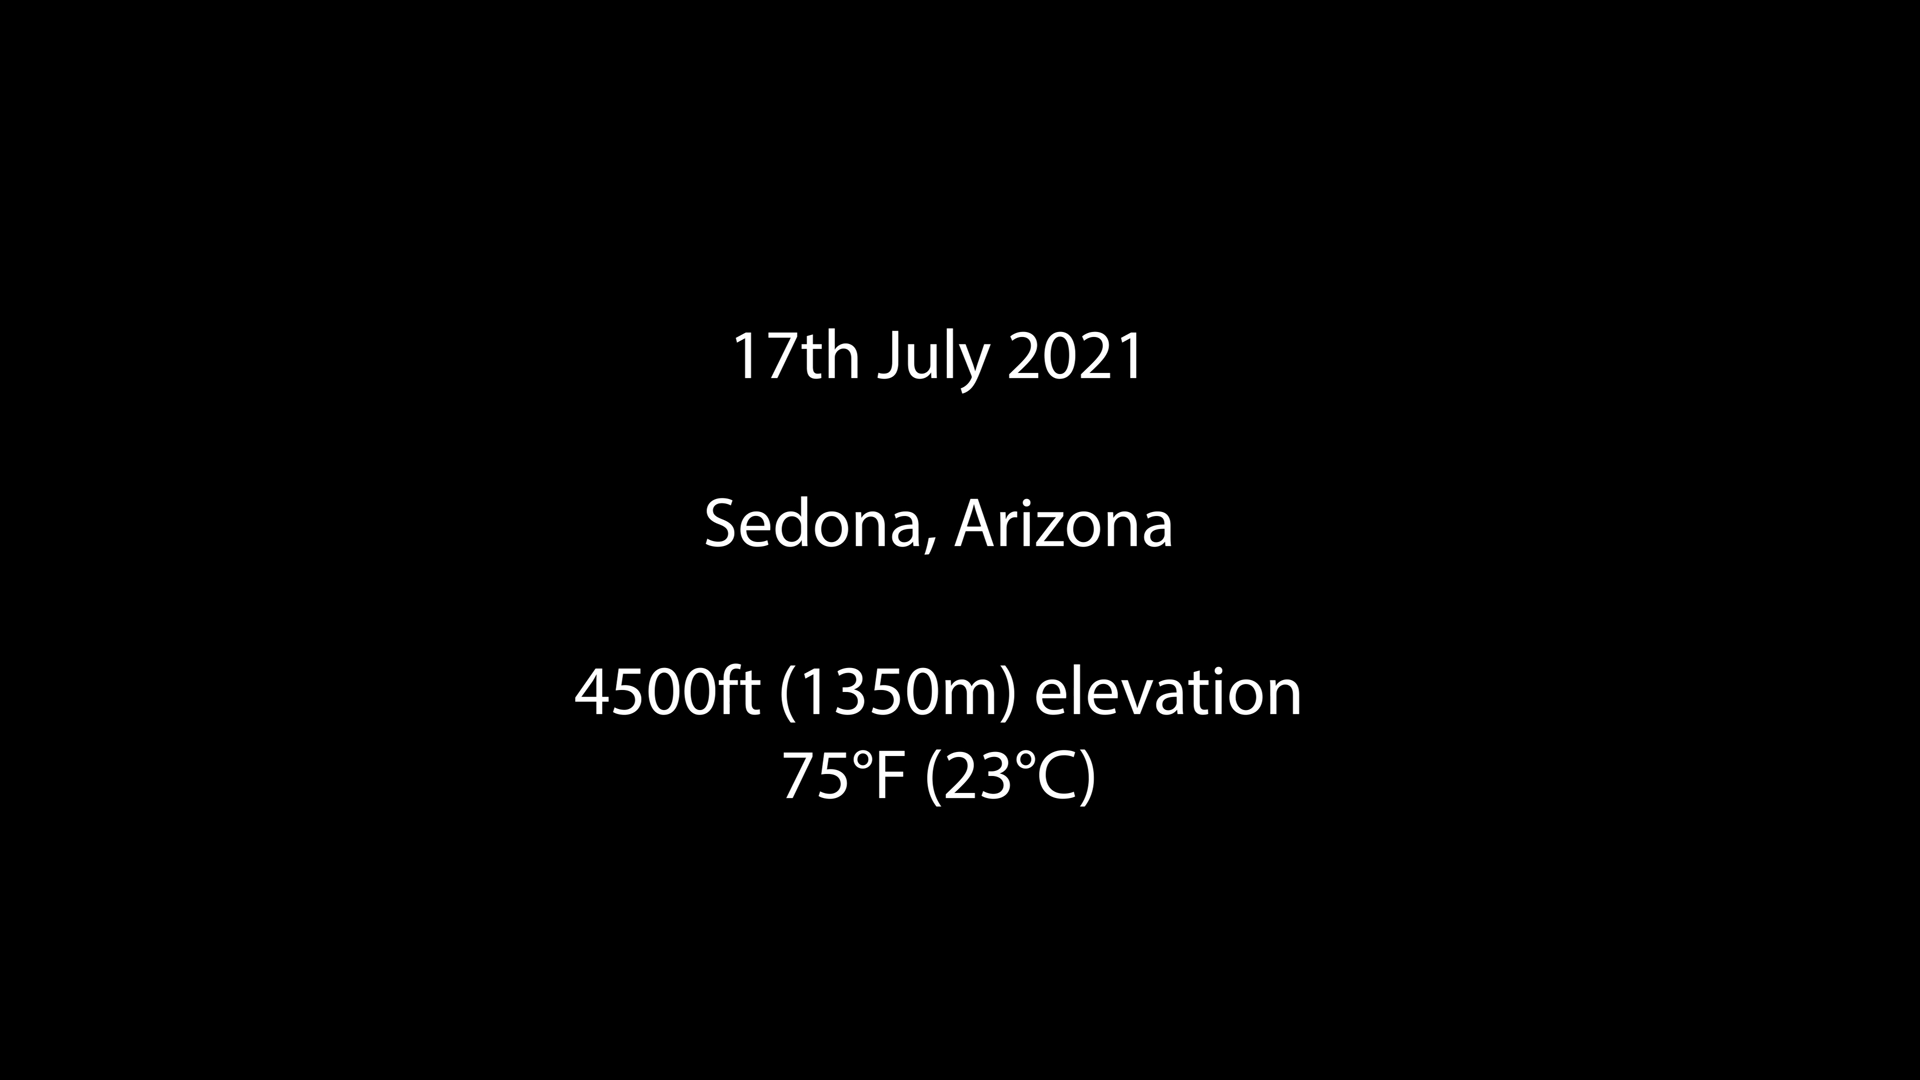 17th July 2021
Sedona, Arizona
4500ft (1350m) elevation
75°F (23°C)